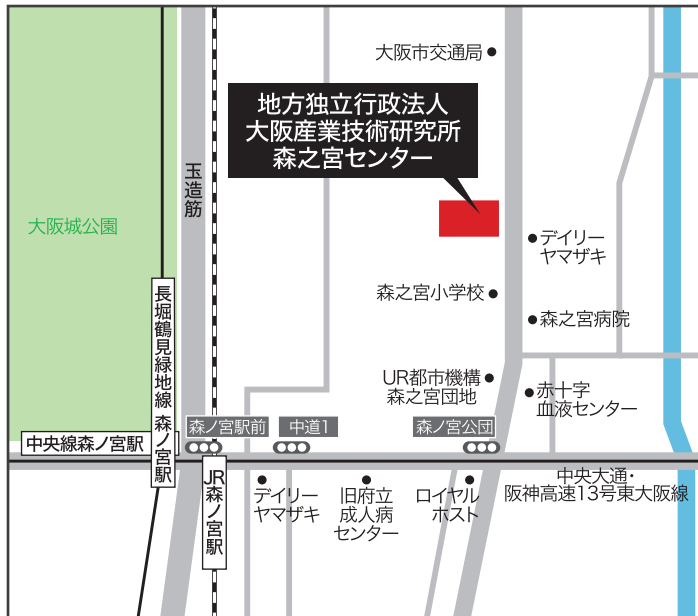 大阪市交通局
地方独立行政法人
大阪産業技術研究所
森之宮センター
玉造筋
大阪城公園
デイリー
ヤマザキ
長堀鶴見緑地線 森ノ宮駅
森之宮小学校
森之宮病院
UR都市機構
森之宮団地
赤十字
血液センター
森ノ宮駅前
中道1
森ノ宮公団
中央線森ノ宮駅
JR森ノ宮駅
デイリー
ヤマザキ
旧府立
成人病
センター
ロイヤル
ホスト
中央大通・
阪神高速13号東大阪線